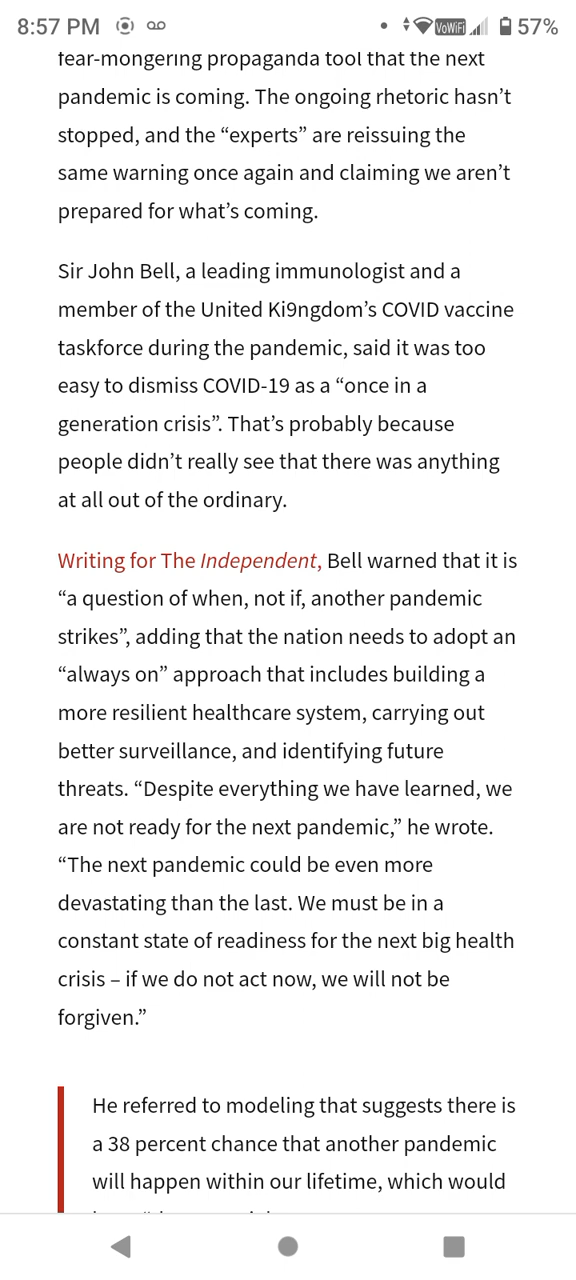 8:57 PM VoWiFi 57%
fear-mongering propaganda tool that the next
pandemic is coming. The ongoing rhetoric hasn’t
stopped, and the “experts” are reissuing the
same warning once again and claiming we aren’t
prepared for what’s coming.
Sir John Bell, a leading immunologist and a
member of the United Ki9ngdom’s COVID vaccine
taskforce during the pandemic, said it was too
easy to dismiss COVID-19 as a “once in a
generation crisis”. That’s probably because
people didn’t really see that there was anything
at all out of the ordinary.
Writing for The Independent, Bell warned that it is
“a question of when, not if, another pandemic
strikes”, adding that the nation needs to adopt an
“always on” approach that includes building a
more resilient healthcare system, carrying out
better surveillance, and identifying future
threats. “Despite everything we have learned, we
are not ready for the next pandemic,” he wrote.
“The next pandemic could be even more
devastating than the last. We must be in a
constant state of readiness for the next big health
crisis – if we do not act now, we will not be
forgiven.”
He referred to modeling that suggests there is
a 38 percent chance that another pandemic
will happen within our lifetime, which would